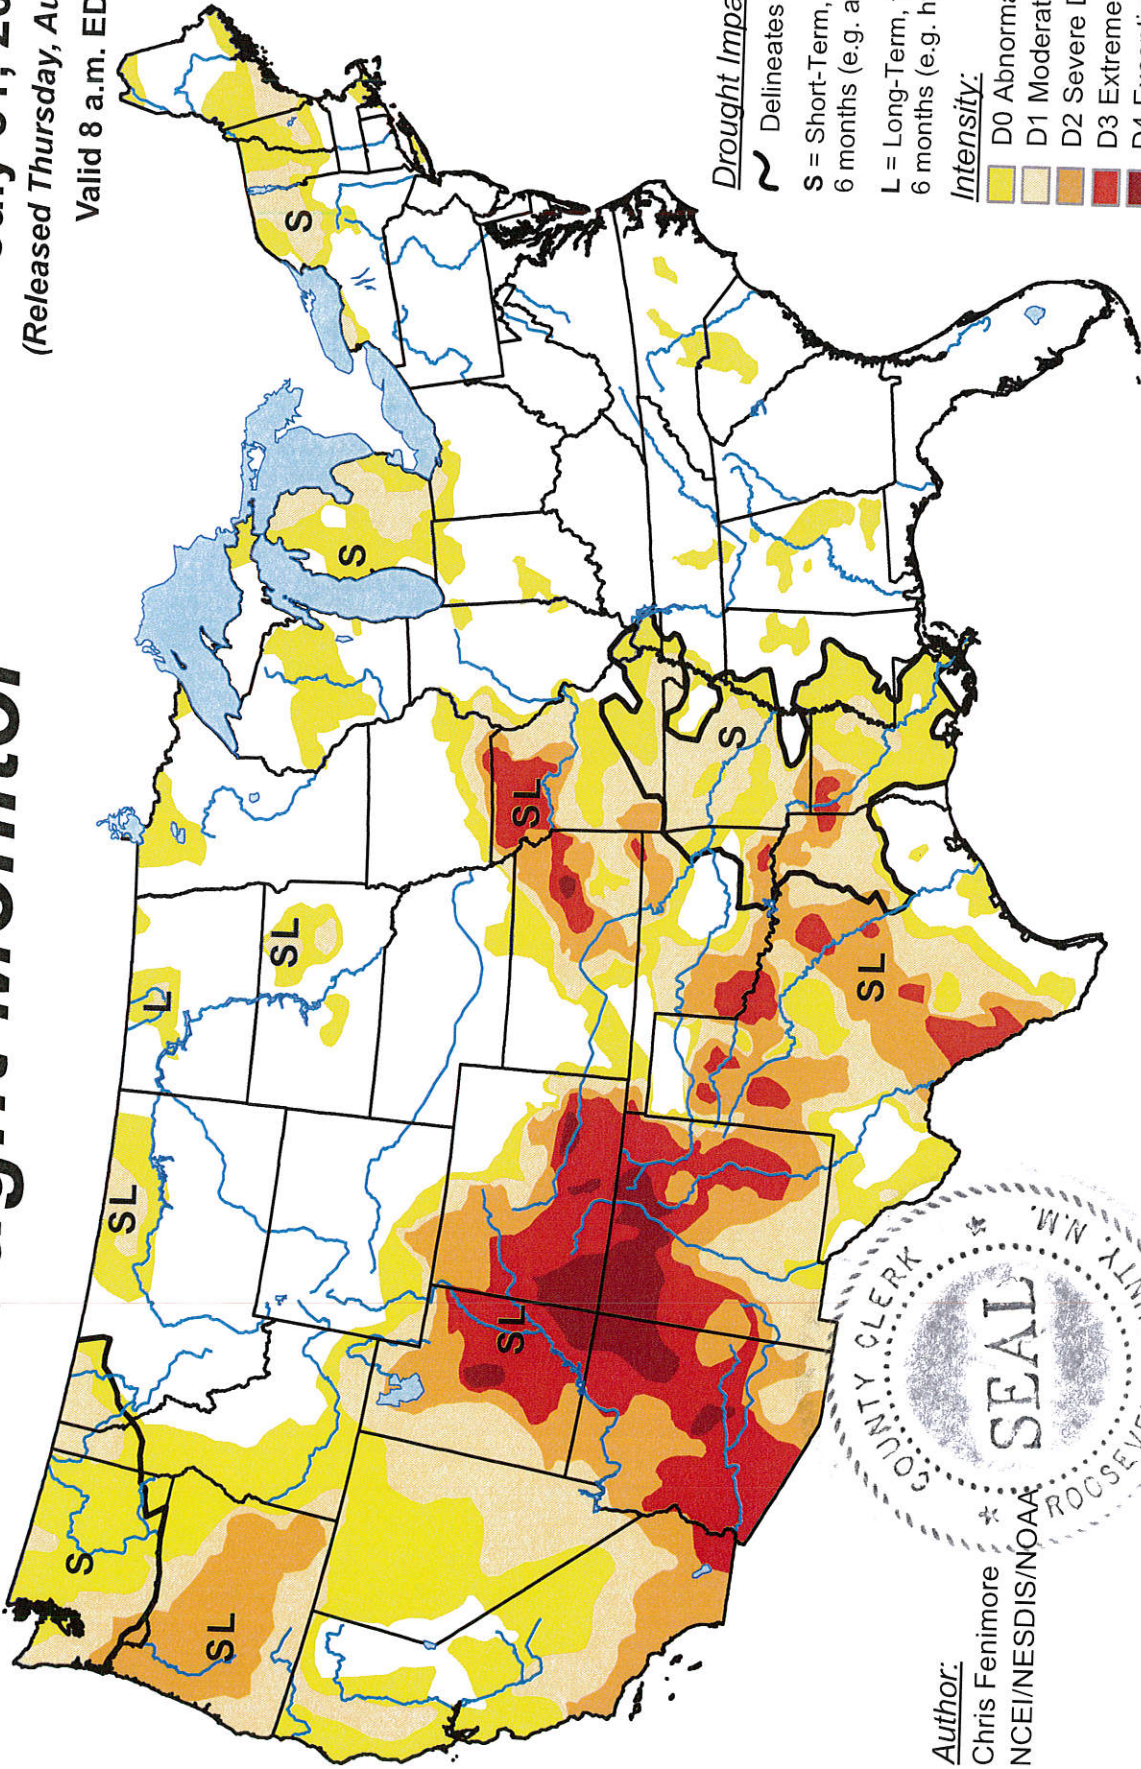 (Released Thursday, Au
Valid 8 a.m. ED
S
S
L
SL
SL
S
SL
SL
SL
S
SL
Drought Impa
Delineates
S = Short-Term,
6 months (e.g. a
L = Long-Term,
6 months (e.g. h
Intensity:
D0 Abnorma
D1 Moderat
D2 Severe D
D3 Extreme
Author:
Chris Fenimore
NCEI/NESDIS/NOAA
COUNTY CLERK
SEAL
ROOSEVE
NTY, N.M.